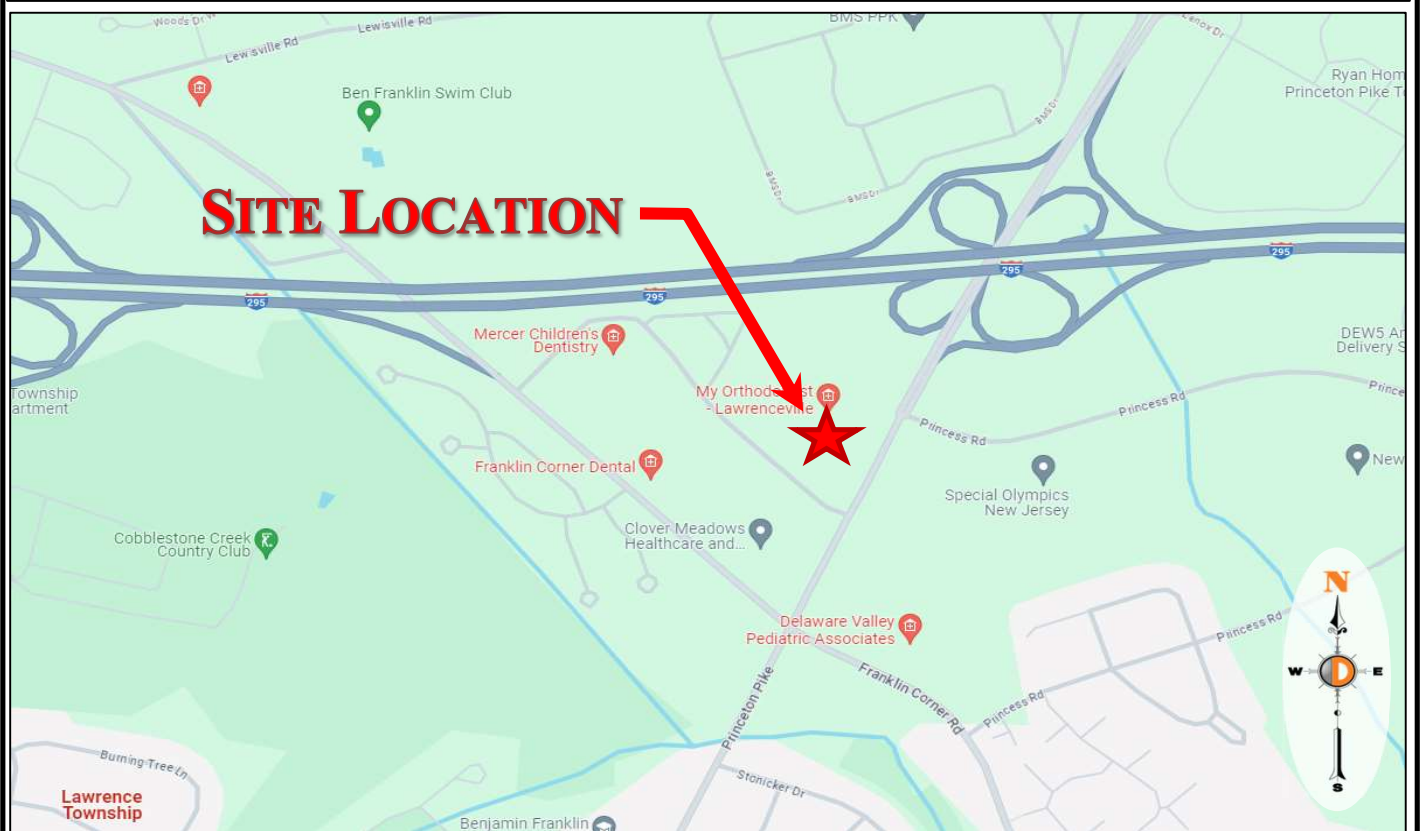 Woods Dr
Lewisville Rd
Lewisville Rd
BMS PPK
Lenox Dr
Ryan Hom
Princeton Pike T
Ben Franklin Swim Club
BMS Dr
BMS Dr
BMS Dr
SITE LOCATION
295
295
295
295
Mercer Children's
Dentistry
DEW5 Ar
Delivery S
Township
artment
My Orthodo st
- Lawrenceville
Prince
Princess Rd
Princess Rd
Franklin Corner Dental
New
Special Olympics
New Jersey
Clover Meadows
Healthcare and...
Cobblestone Creek
Country Club
N
W D E
S
Delaware Valley
Pediatric Associates
Princess Rd
Franklin Corner Rd
Princess Rd
Princeton Pike
Burning Tree Ln
Stonicker Dr
Lawrence
Township
Benjamin Franklin